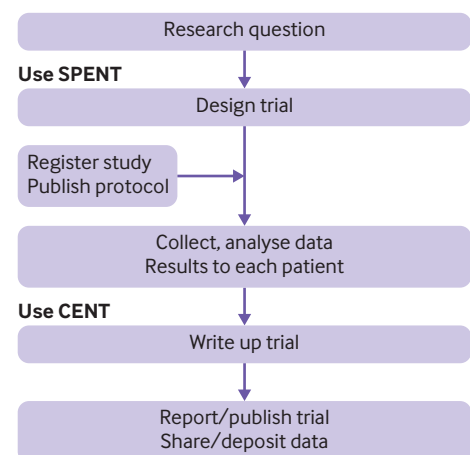 Research question
Use SPENT
Design trial
Register study
Publish protocol
Collect, analyse data
Results to each patient
Use CENT
Write up trial
Report/publish trial
Share/deposit data